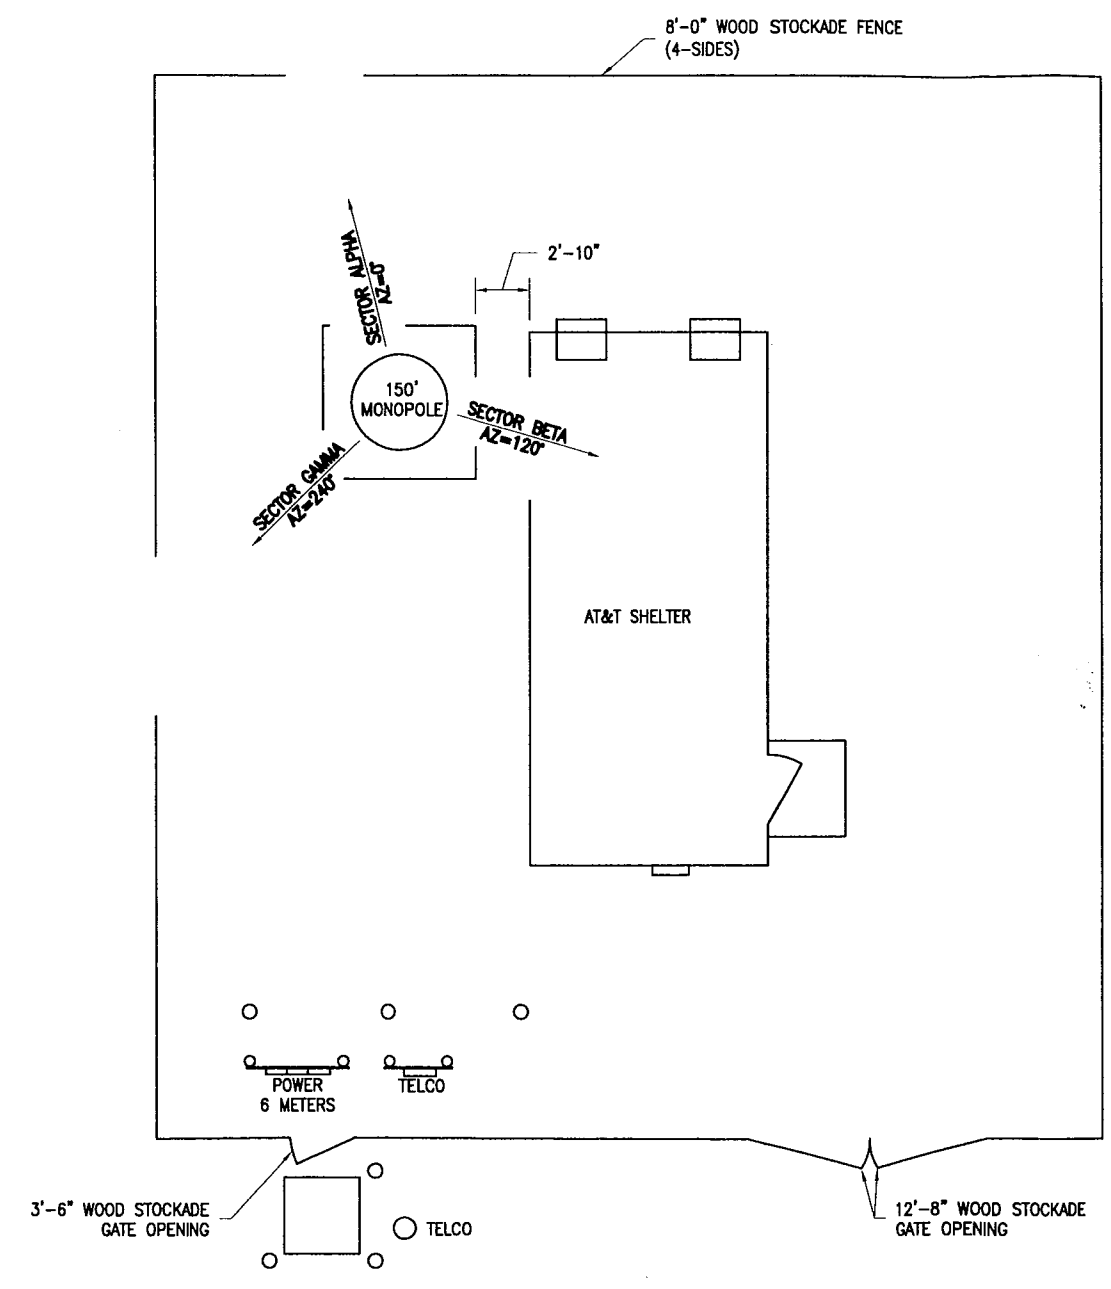 8'-0" WOOD STOCKADE FENCE
(4-SIDES)
2'-10"
SECTOR ALPHA
AZ=0°
150'
MONOPOLE
SECTOR BETA
AZ=120°
SECTOR GAMMA
AZ=240°
AT&T SHELTER
POWER
6 METERS
TELCO
3'-6" WOOD STOCKADE
GATE OPENING
TELCO
12'-8" WOOD STOCKADE
GATE OPENING